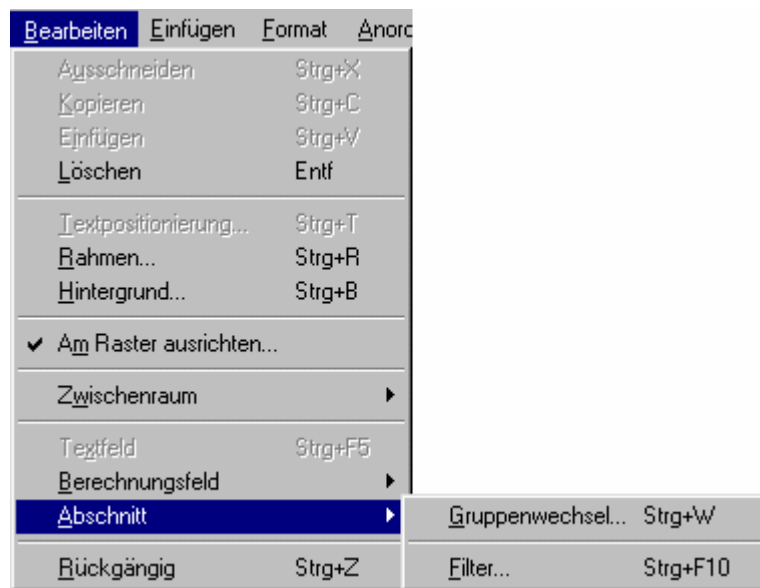 Bearbeiten Einfügen Format Anord
Ausschneiden Strg+X
Kopieren Strg+C
Einfügen Strg+V
Löschen Entf
Textpositionierung... Strg+T
Rahmen... Strg+R
Hintergrund... Strg+B
Am Raster ausrichten...
Zwischenraum
Textfeld Strg+F5
Berechnungsfeld
Abschnitt
Gruppenwechsel... Strg+W
Rückgängig Strg+Z
Filter... Strg+F10